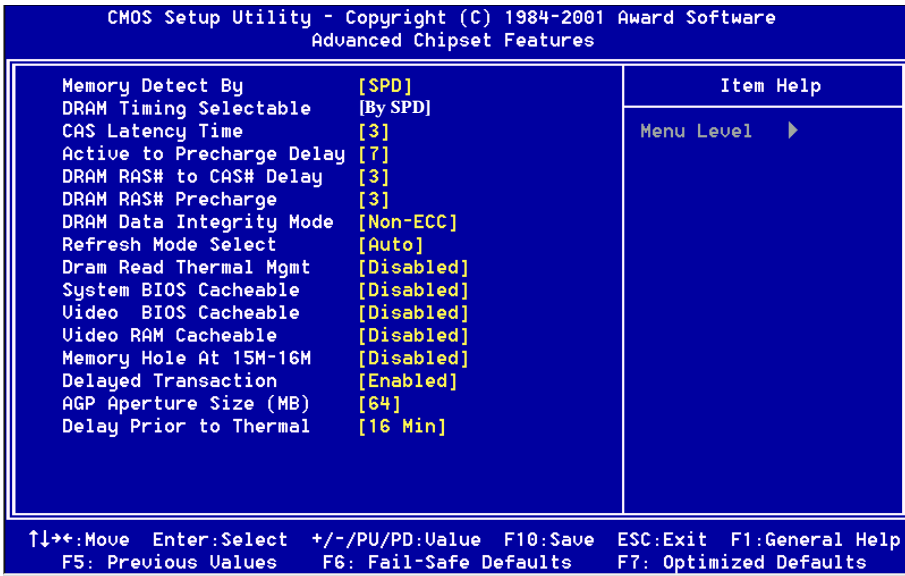 CMOS Setup Utility - Copyright (C) 1984-2001 Award Software
Advanced Chipset Features
Memory Detect By [SPD]
DRAM Timing Selectable [By SPD]
CAS Latency Time [3]
Active to Precharge Delay [7]
DRAM RAS# to CAS# Delay [3]
DRAM RAS# Precharge [3]
DRAM Data Integrity Mode [Non-ECC]
Refresh Mode Select [Auto]
Dram Read Thermal Mgmt [Disabled]
System BIOS Cacheable [Disabled]
Video BIOS Cacheable [Disabled]
Video RAM Cacheable [Disabled]
Memory Hole At 15M-16M [Disabled]
Delayed Transaction [Enabled]
AGP Aperture Size (MB) [64]
Delay Prior to Thermal [16 Min]
Item Help
Menu Level ▶
↑↓→←:Move Enter:Select +/-/PU/PD:Value F10:Save ESC:Exit F1:General Help
F5: Previous Values F6: Fail-Safe Defaults F7: Optimized Defaults